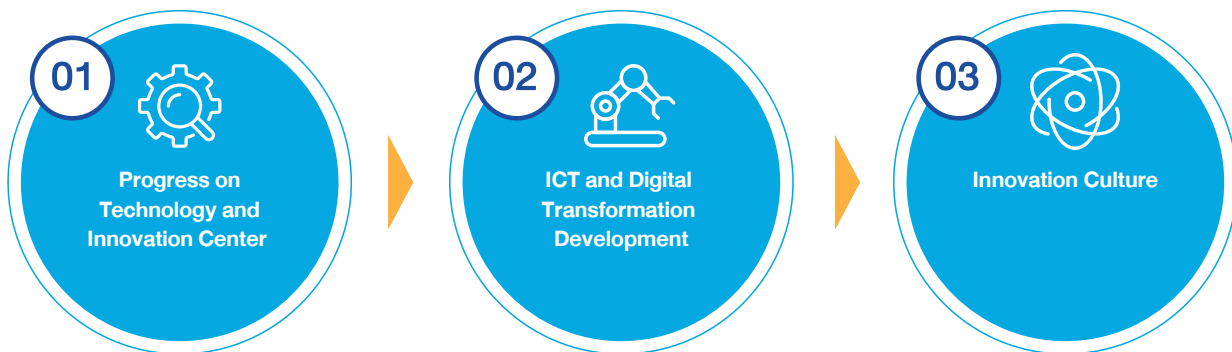 01
Progress on
Technology and
Innovation Center
02
ICT and Digital
Transformation
Development
03
Innovation Culture